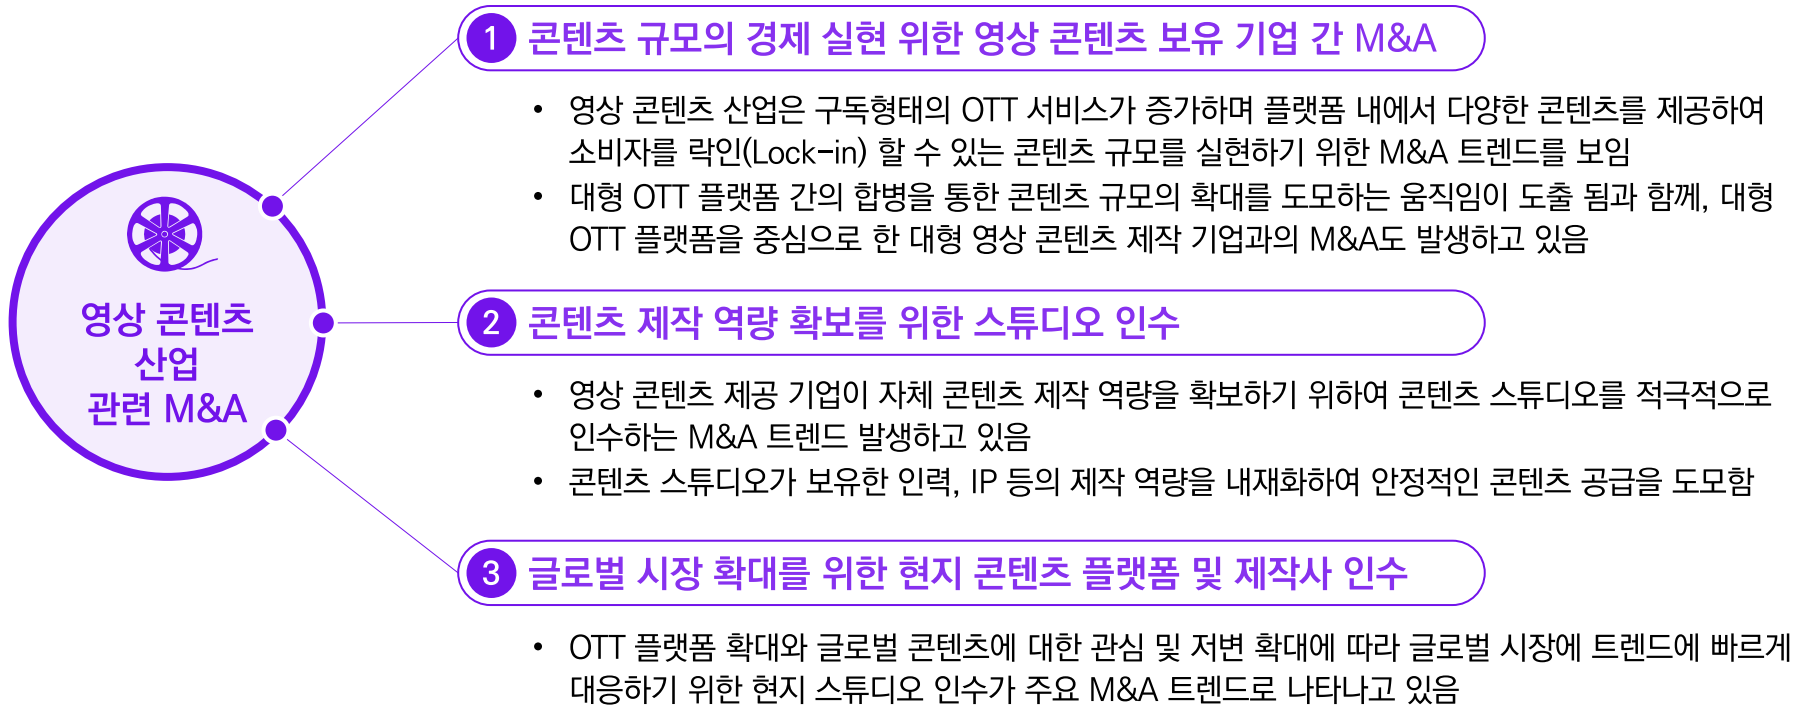 영상 콘텐츠
산업
관련 M&A
1 콘텐츠 규모의 경제 실현 위한 영상 콘텐츠 보유 기업 간 M&A
• 영상 콘텐츠 산업은 구독형태의 OTT 서비스가 증가하며 플랫폼 내에서 다양한 콘텐츠를 제공하여
소비자를 락인(Lock-in) 할 수 있는 콘텐츠 규모를 실현하기 위한 M&A 트렌드를 보임
• 대형 OTT 플랫폼 간의 합병을 통한 콘텐츠 규모의 확대를 도모하는 움직임이 도출 됨과 함께, 대형
OTT 플랫폼을 중심으로 한 대형 영상 콘텐츠 제작 기업과의 M&A도 발생하고 있음
2 콘텐츠 제작 역량 확보를 위한 스튜디오 인수
• 영상 콘텐츠 제공 기업이 자체 콘텐츠 제작 역량을 확보하기 위하여 콘텐츠 스튜디오를 적극적으로
인수하는 M&A 트렌드 발생하고 있음
• 콘텐츠 스튜디오가 보유한 인력, IP 등의 제작 역량을 내재화하여 안정적인 콘텐츠 공급을 도모함
3 글로벌 시장 확대를 위한 현지 콘텐츠 플랫폼 및 제작사 인수
• OTT 플랫폼 확대와 글로벌 콘텐츠에 대한 관심 및 저변 확대에 따라 글로벌 시장에 트렌드에 빠르게
대응하기 위한 현지 스튜디오 인수가 주요 M&A 트렌드로 나타나고 있음